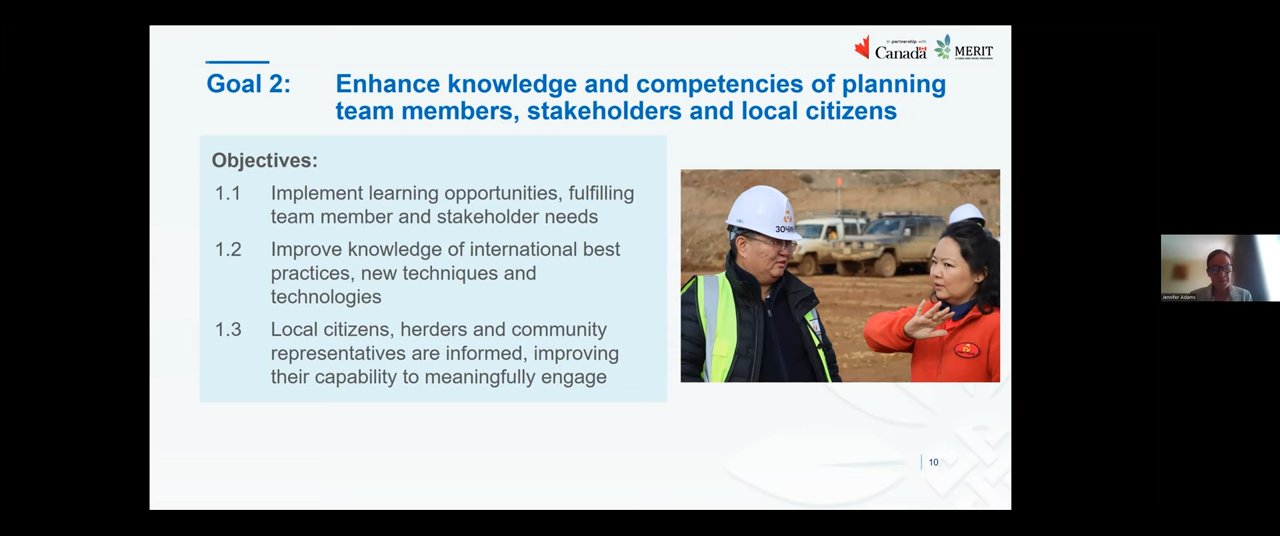 In partnership with
Canada
MERIT
Goal 2: Enhance knowledge and competencies of planning
team members, stakeholders and local citizens
Objectives:
1.1 Implement learning opportunities, fulfilling
team member and stakeholder needs
1.2 Improve knowledge of international best
practices, new techniques and
technologies
1.3 Local citizens, herders and community
representatives are informed, improving
their capability to meaningfully engage
ЗОЧИН
10
Jennifer Adams